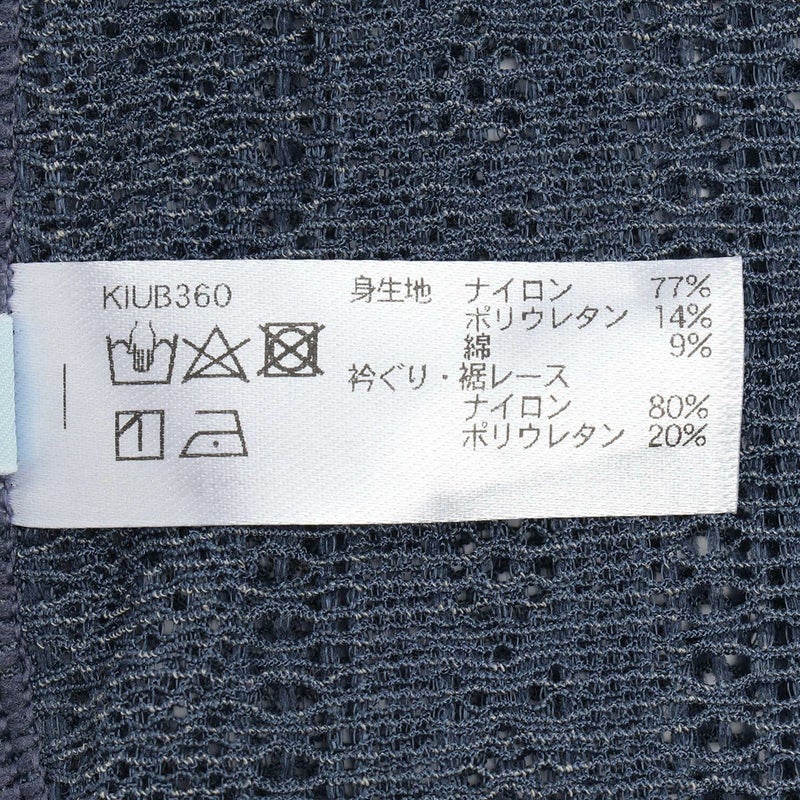 KIUB360
身生地 ナイロン 77%
ポリウレタン 14%
綿 9%
衿ぐり・裾レース
ナイロン 80%
ポリウレタン 20%